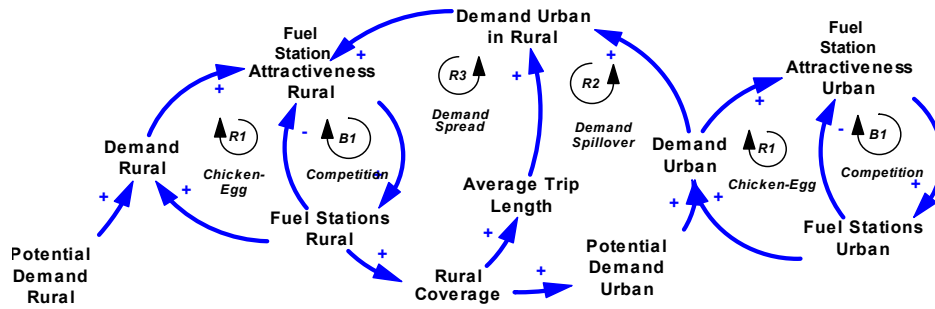 Demand Urban
in Rural
Fuel
Station
Attractiveness
Rural
Fuel
Station
Attractiveness
Urban
+
+
+
+
+
R3
R2
Demand
Spread
Demand
Spillover
R1
Chicken-
Egg
-
B1
Competition
+
R1
Chicken-Egg
-
B1
Competition
+
Demand
Rural
Demand
Urban
+
+
+
+
Average Trip
Length
Fuel Stations
Rural
Fuel Stations
Urban
Potential
Demand
Rural
+
+
+
Rural
Coverage
Potential
Demand
Urban